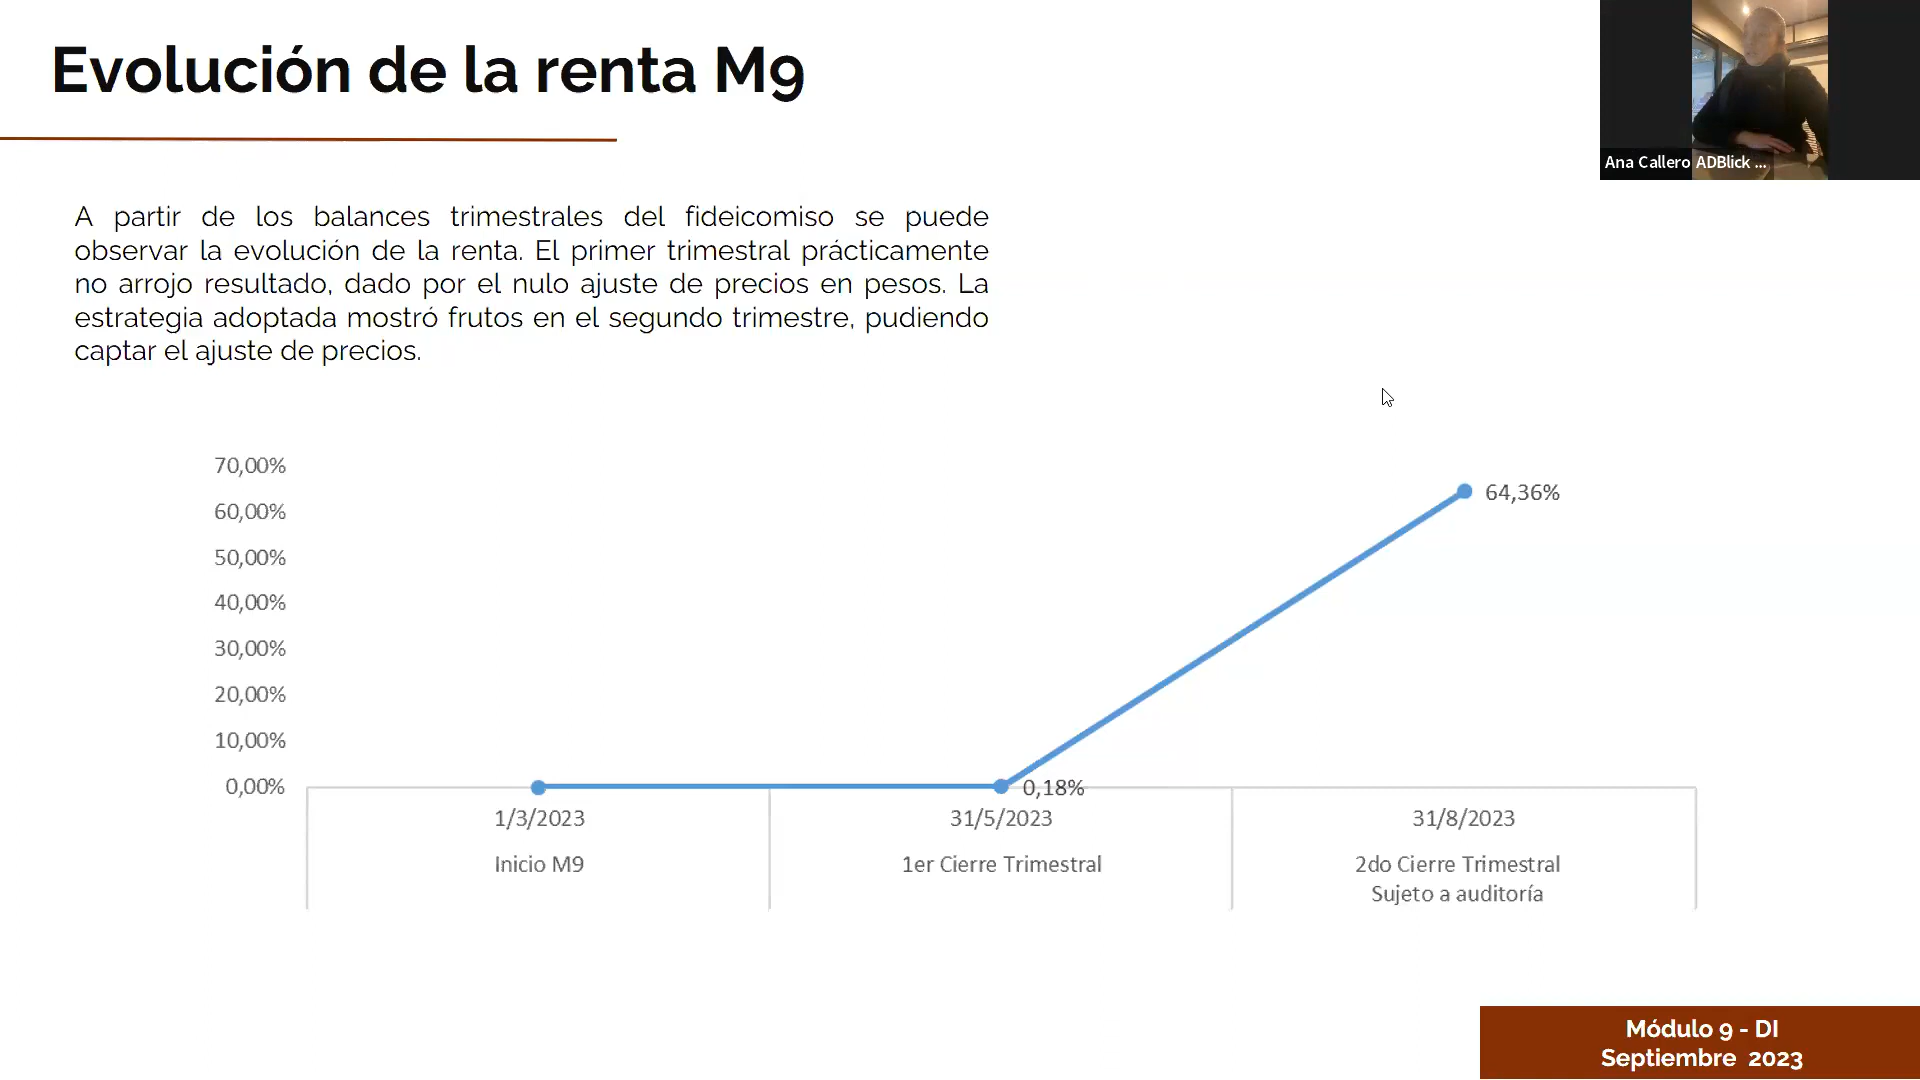 Evolución de la renta M9
Ana Callero ADBlick ...
A partir de los balances trimestrales del fideicomiso se puede
observar la evolución de la renta. El primer trimestral prácticamente
no arrojo resultado, dado por el nulo ajuste de precios en pesos. La
estrategia adoptada mostró frutos en el segundo trimestre, pudiendo
captar el ajuste de precios.
70,00%
60,00%
50,00%
40,00%
30,00%
20,00%
10,00%
0,00%
64,36%
0,18%
1/3/2023
31/5/2023
31/8/2023
Inicio M9
1er Cierre Trimestral
2do Cierre Trimestral
Sujeto a auditoría
Módulo 9 - DI
Septiembre 2023